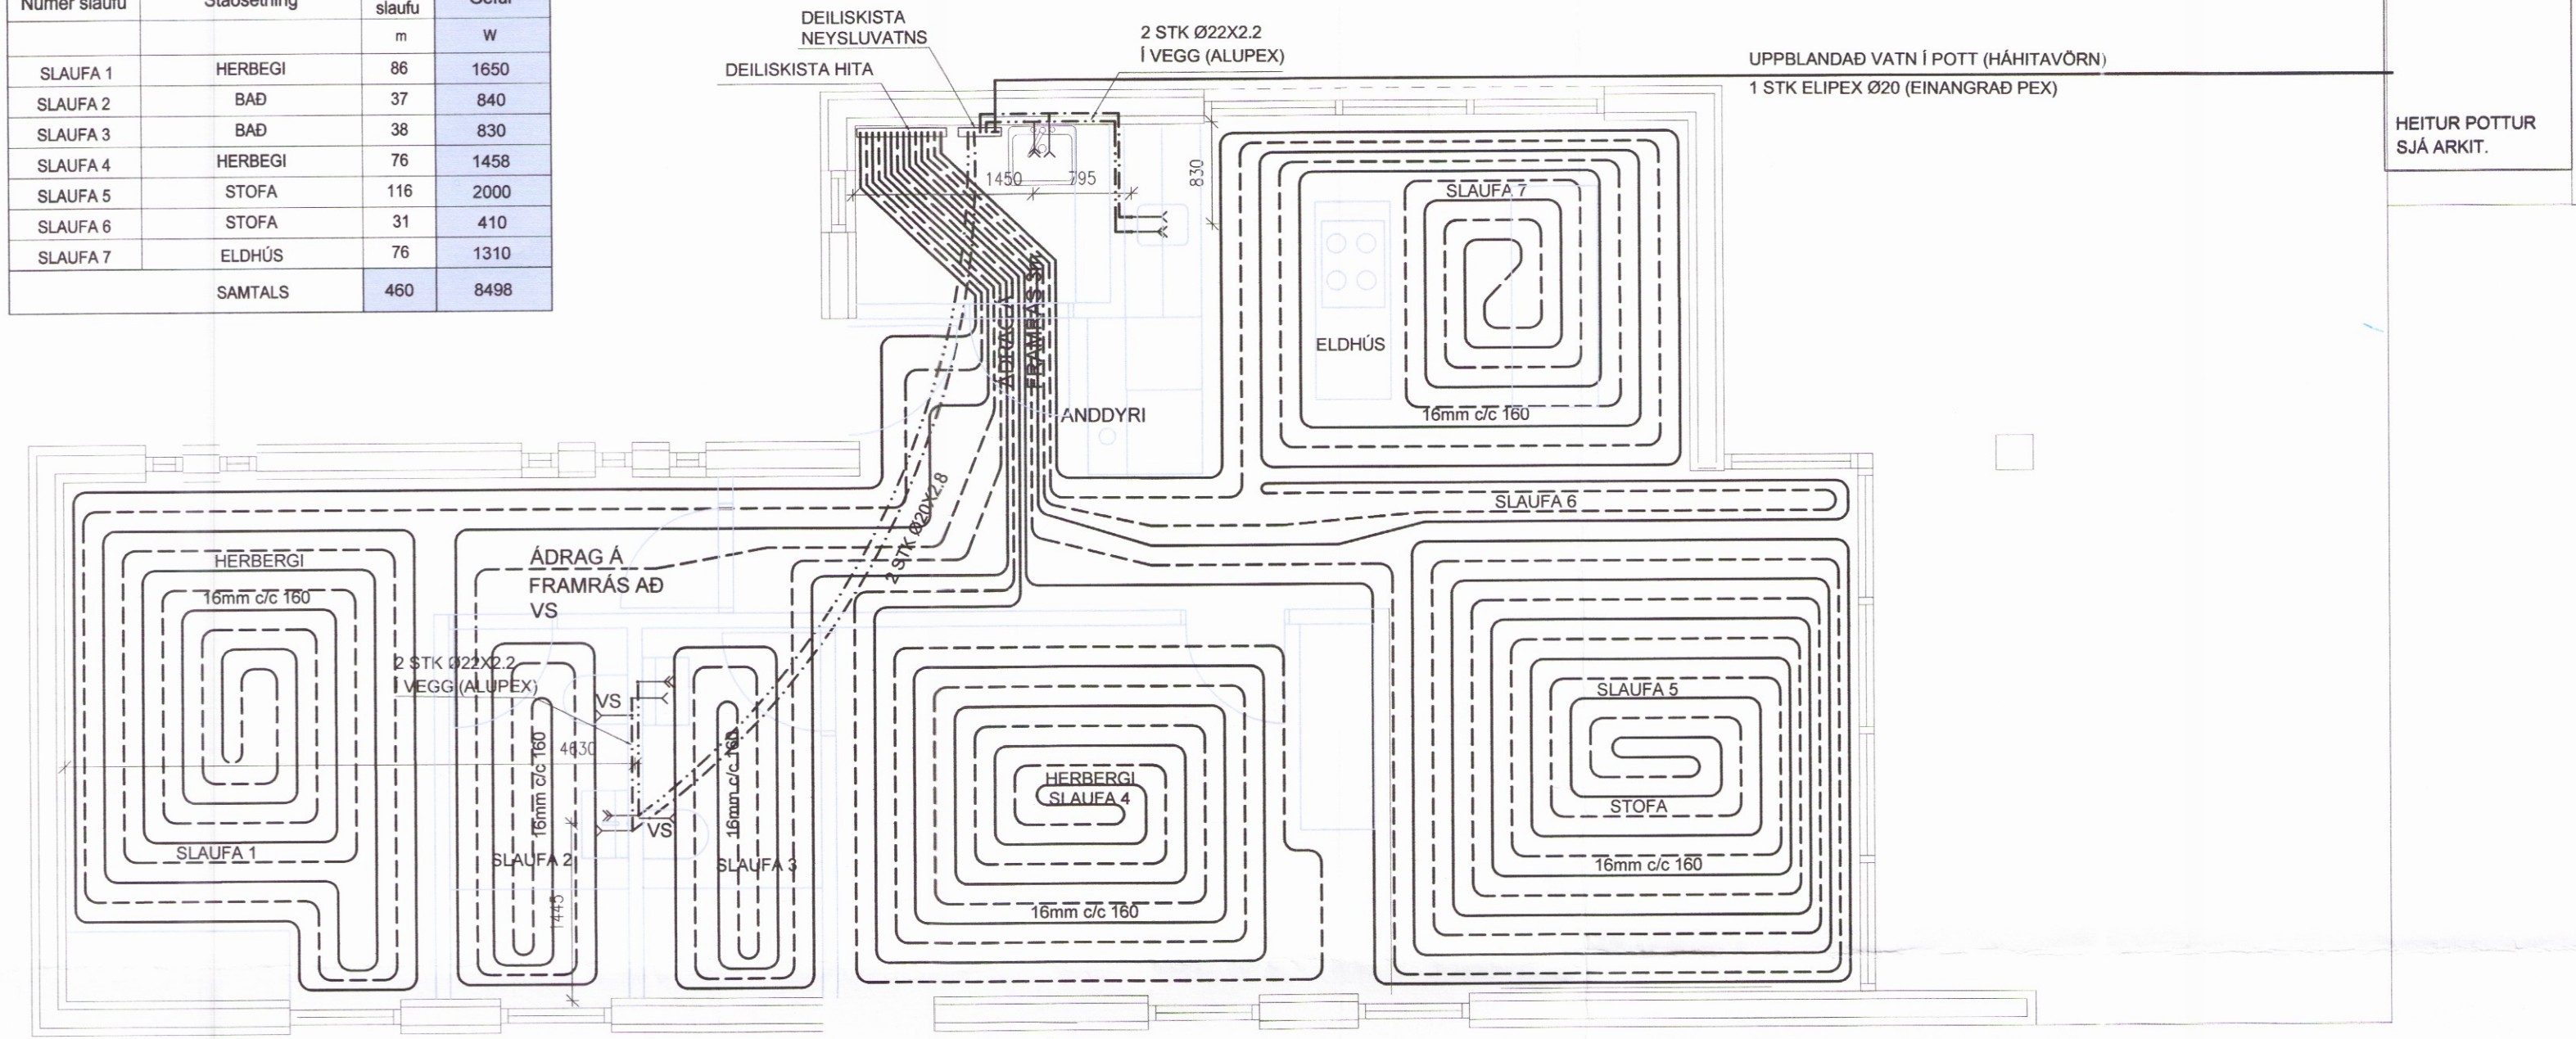 Númer slaufu Staðsetning slaufu Gefur
m W
SLAUFA 1 HERBEGI 86 1650
SLAUFA 2 BAÐ 37 840
SLAUFA 3 BAÐ 38 830
SLAUFA 4 HERBEGI 76 1458
SLAUFA 5 STOFA 116 2000
SLAUFA 6 STOFA 31 410
SLAUFA 7 ELDHÚS 76 1310
SAMTALS 460 8498
DEILISKISTA
NEYSLUVATNS
DEILISKISTA HITA
2 STK Ø22X2.2
Í VEGG (ALUPEX)
UPPBLANDAÐ VATN Í POTT (HÁHITAVÖRN)
1 STK ELIPEX Ø20 (EINANGRAÐ PEX)
HEITUR POTTUR
SJÁ ARKIT.
1450 795
830
SLAUFA 7
ELDHÚS
16mm c/c 160
ÁDRAG Á
FRAMRÁS 3m
ANDDYRI
SLAUFA 6
2 STK Ø20X2.8
HERBERGI
16mm c/c 160
SLAUFA 1
ÁDRAG Á
FRAMRÁS AÐ
VS
2 STK Ø22X2.2
Í VEGG (ALUPEX)
VS
4630
16mm c/c 160
SLAUFA 2
1445
VS
16mm c/c 160
SLAUFA 3
HERBERGI
SLAUFA 4
16mm c/c 160
SLAUFA 5
STOFA
16mm c/c 160